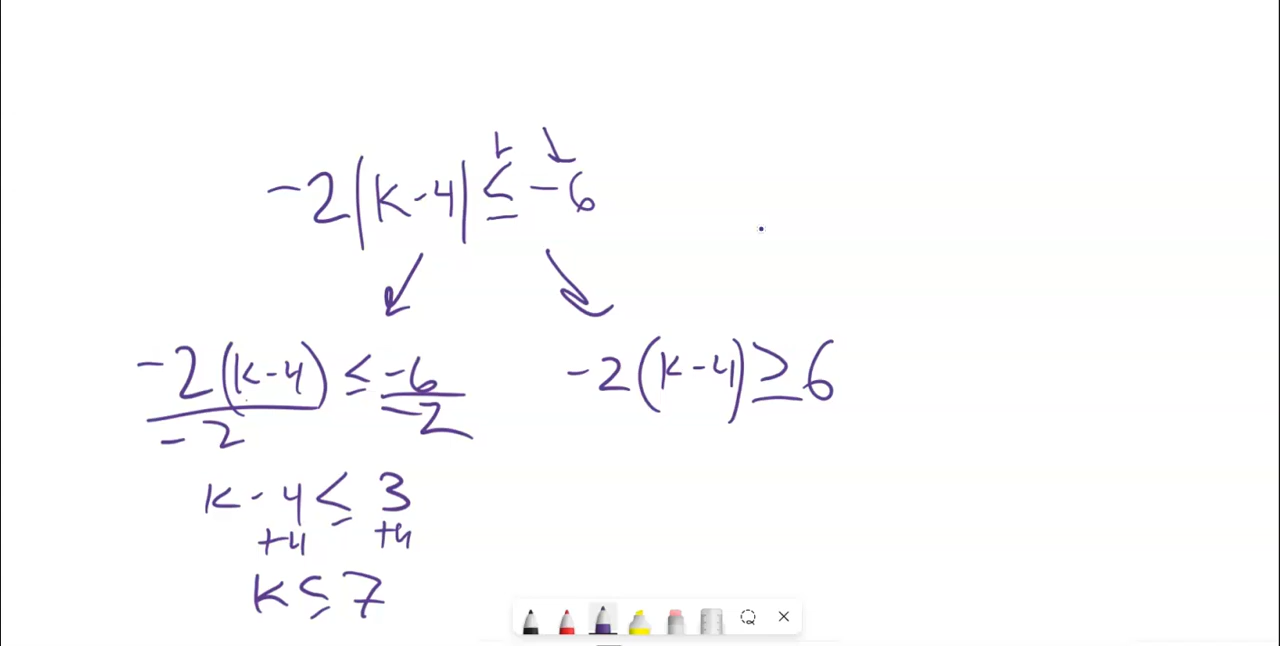 -2|k-4| ≤ -6
-2(k-4) ≤ -6
-2 -2
k-4 ≤ 3
+4 +4
k ≤ 7
-2(k-4) ≥ 6